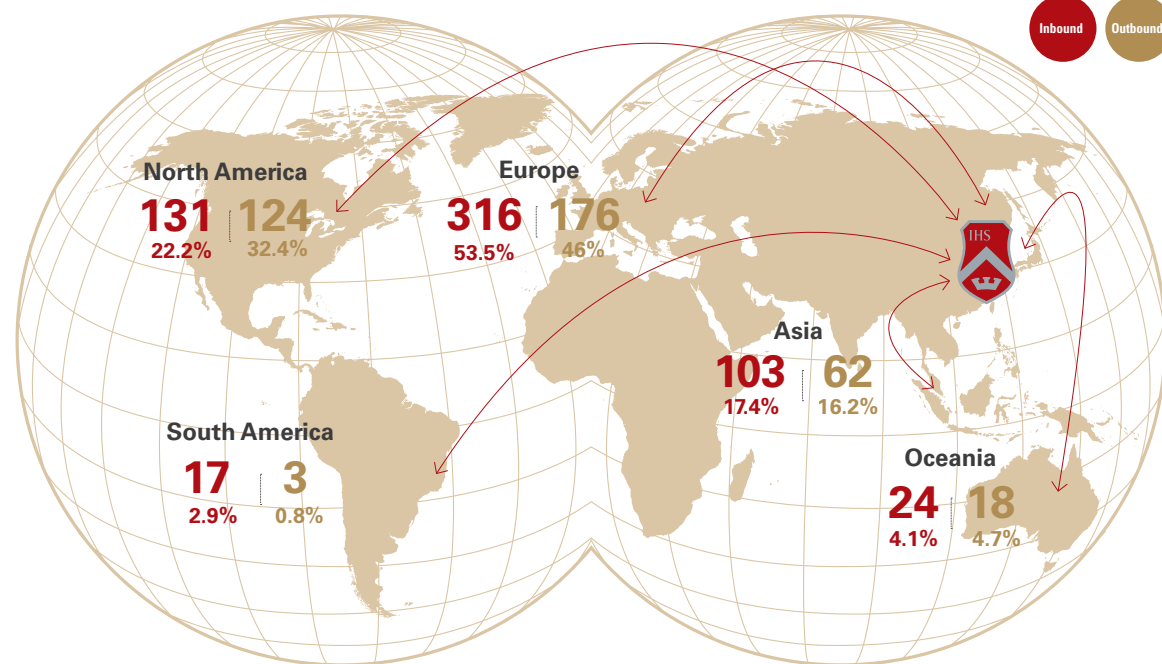 Inbound Outbound
North America
131 124
22.2% 32.4%
Europe
316 176
53.5% 46%
IHS
Asia
103 62
17.4% 16.2%
South America
17 3
2.9% 0.8%
Oceania
24 18
4.1% 4.7%